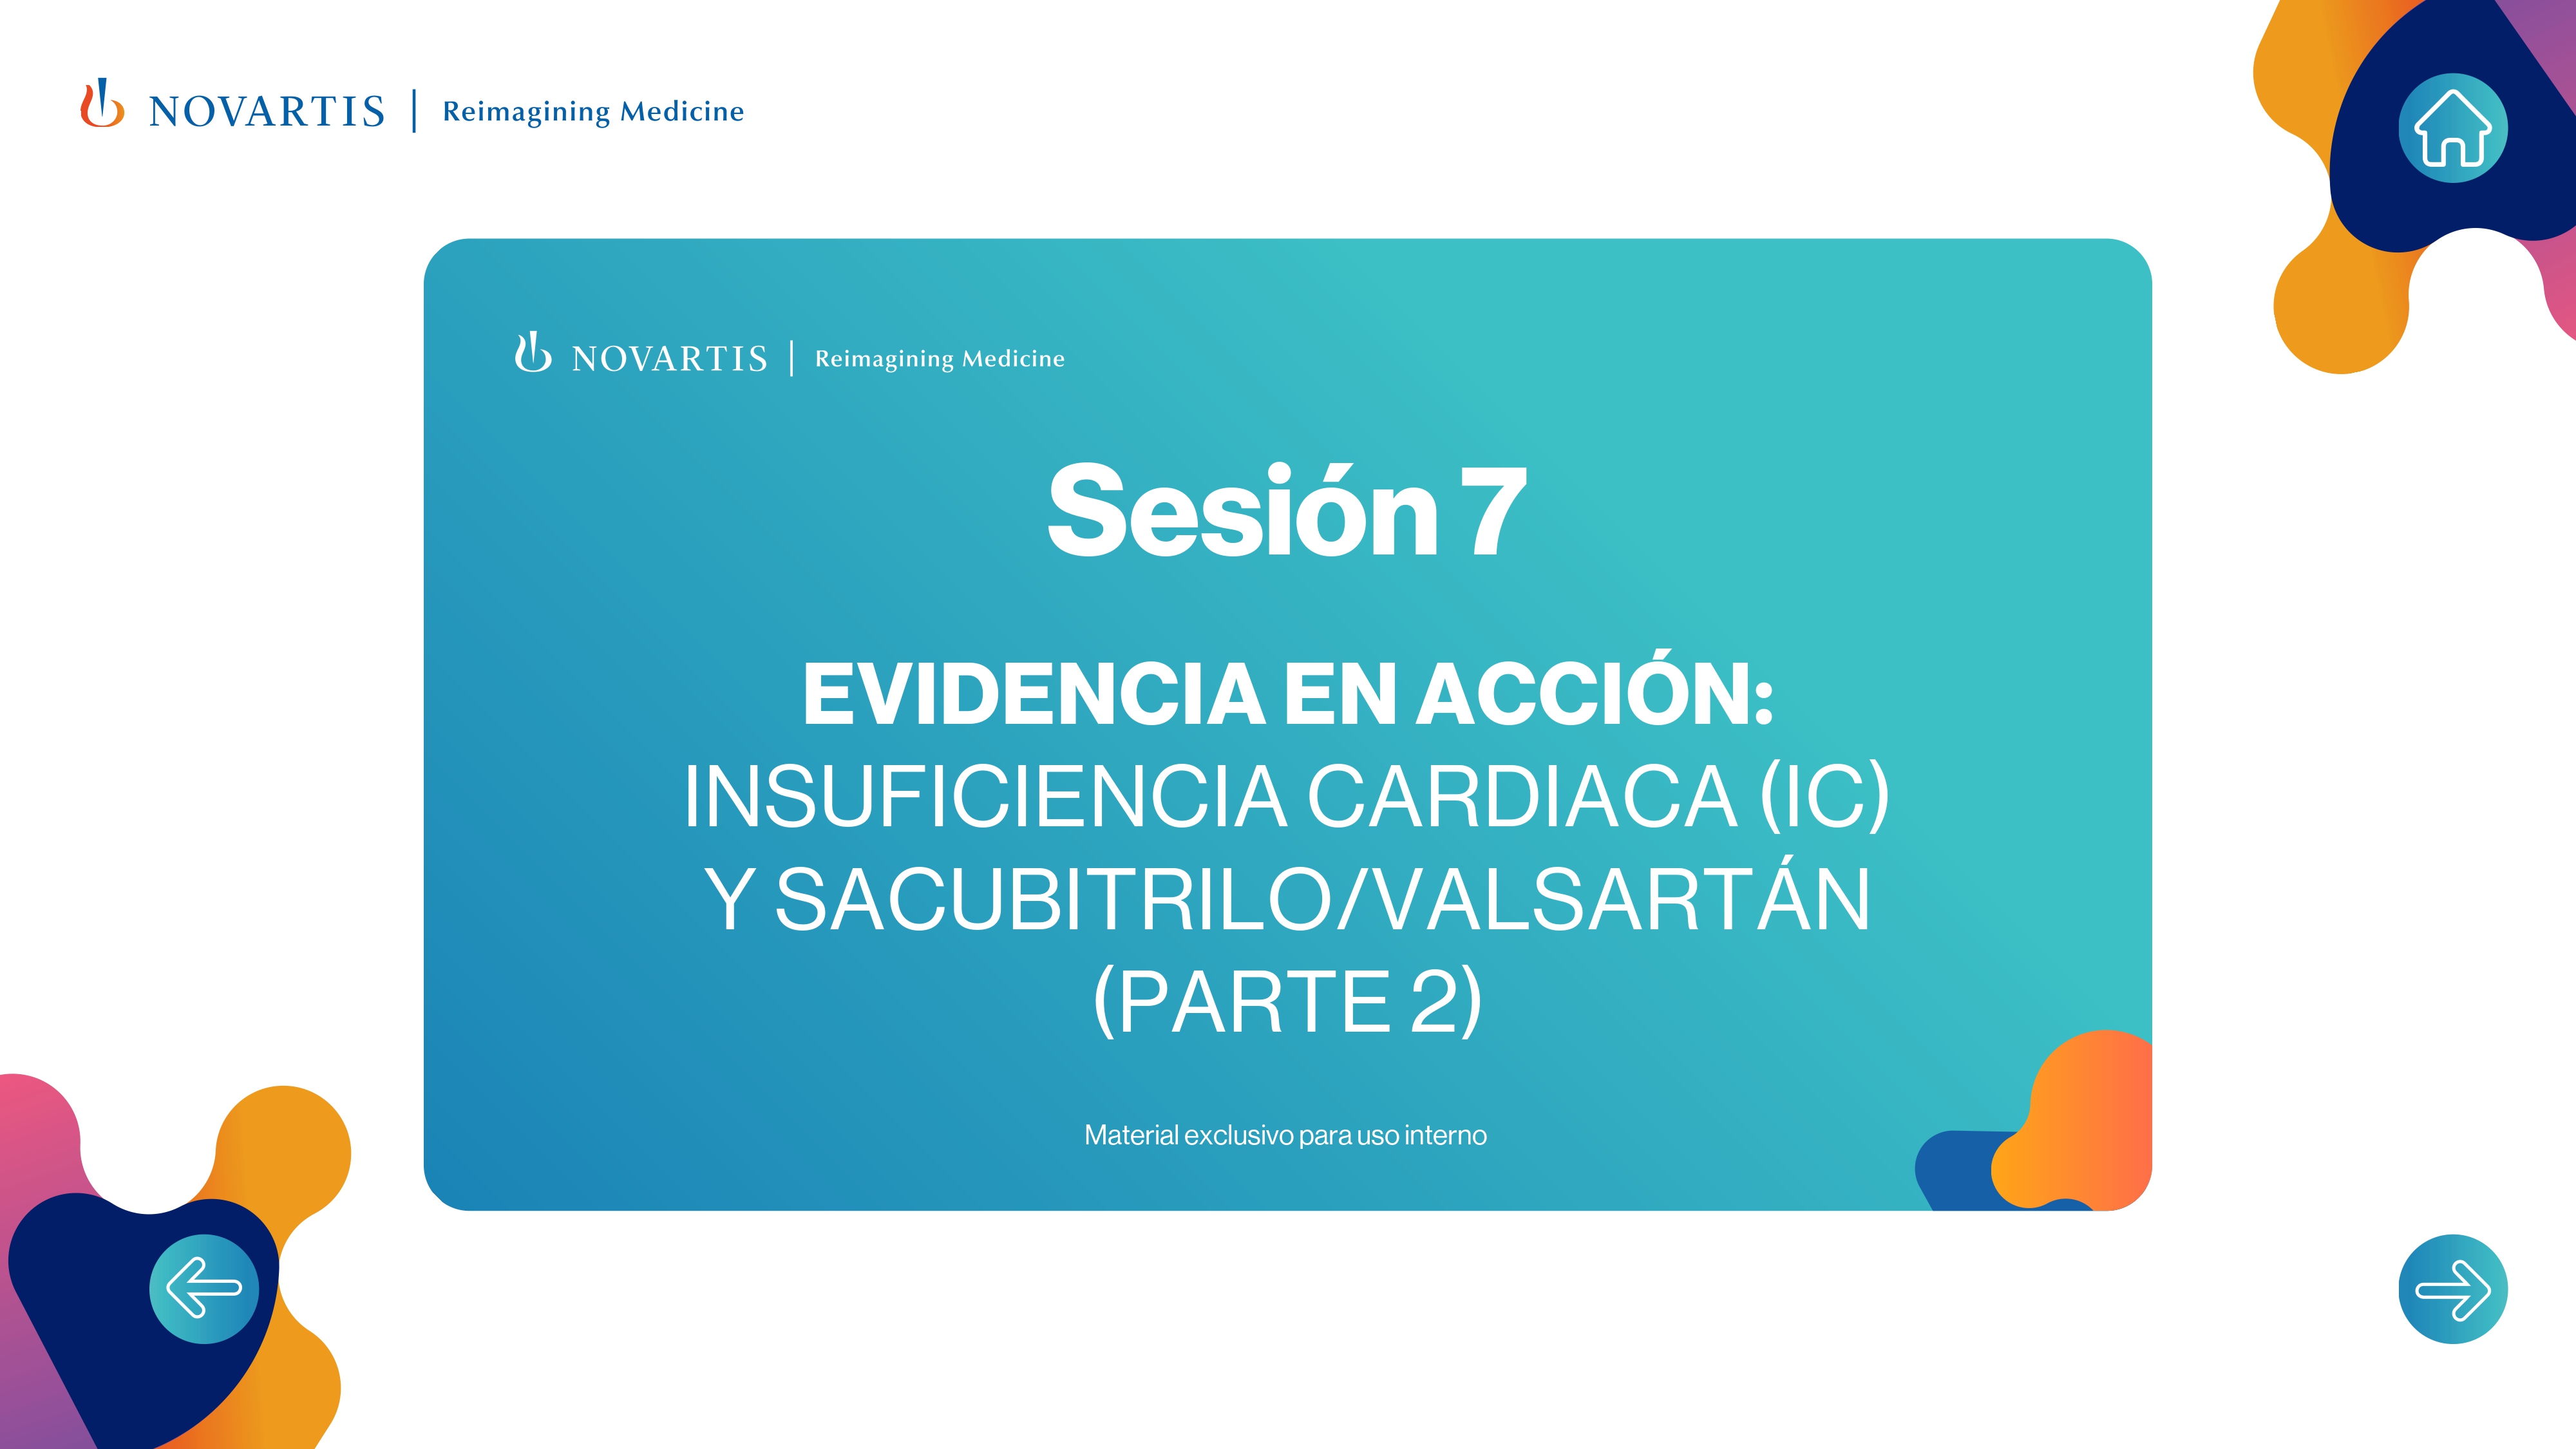 NOVARTIS | Reimagining Medicine
NOVARTIS | Reimagining Medicine
Sesión 7
EVIDENCIA EN ACCIÓN:
INSUFICIENCIA CARDIACA (IC)
Y SACUBITRILO/VALSARTÁN
(PARTE 2)
Material exclusivo para uso interno